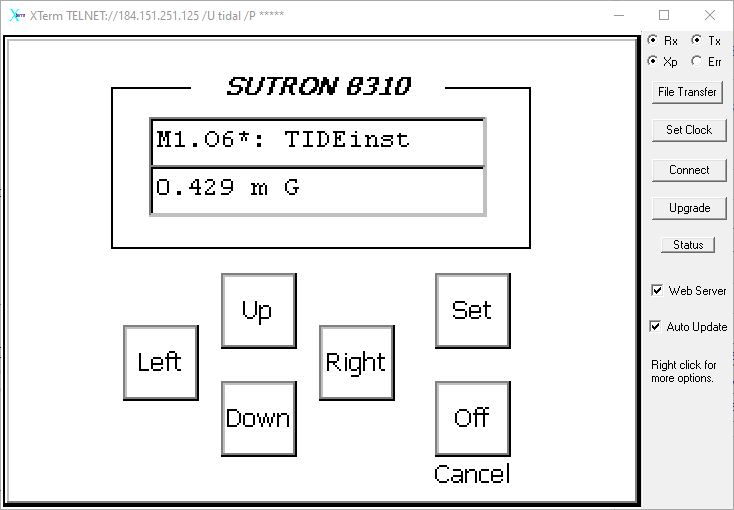 XTerm TELNET://184.151.251.125 /U tidal /P *****
SUTRON 8310
M1.06*: TIDEinst
0.429 m G
Up
Set
Left
Right
Down
Off
Cancel
Rx Tx
Xp Err
File Transfer
Set Clock
Connect
Upgrade
Status
Web Server
Auto Update
Right click for
more options.